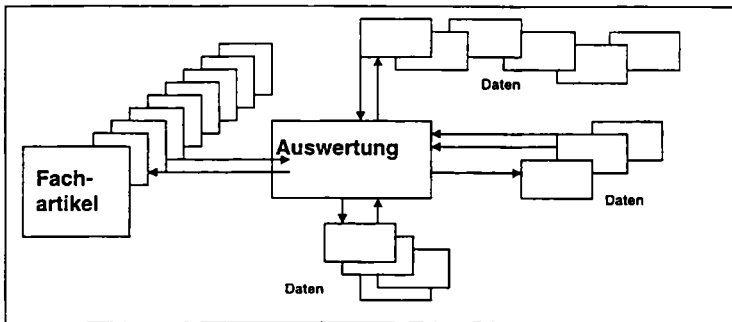 Daten
Auswertung
Fach-
artikel
Daten
Daten